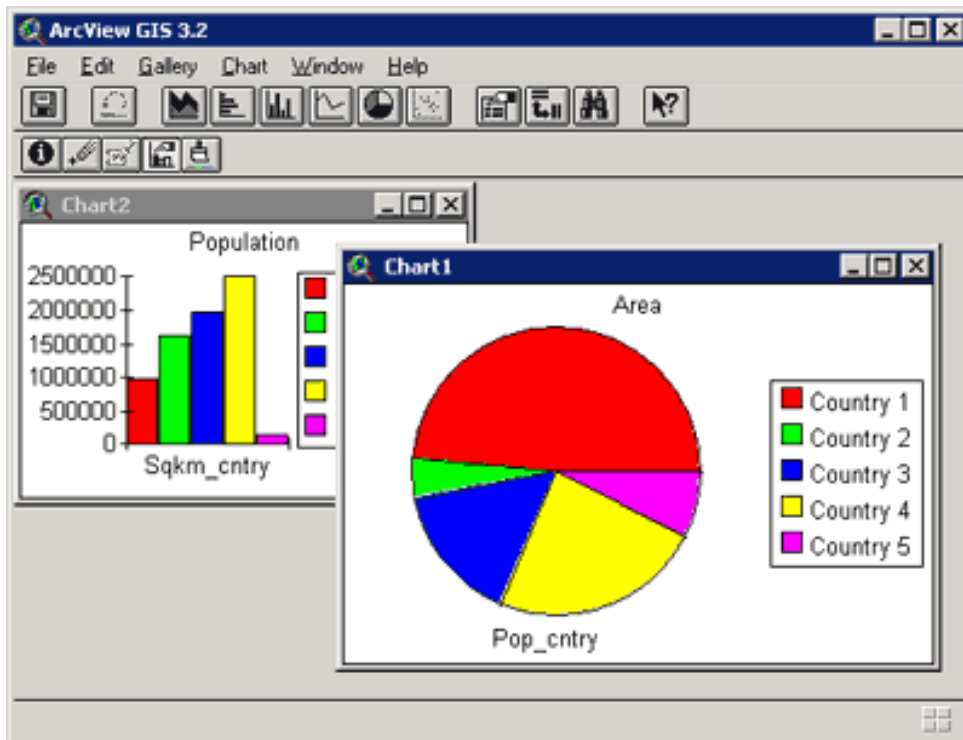 ArcView GIS 3.2
File Edit Gallery Chart Window Help
Chart2
Population
2500000
2000000
1500000
1000000
500000
0
Sqkm_cntry
Chart1
Area
Country 1
Country 2
Country 3
Country 4
Country 5
Pop_cntry